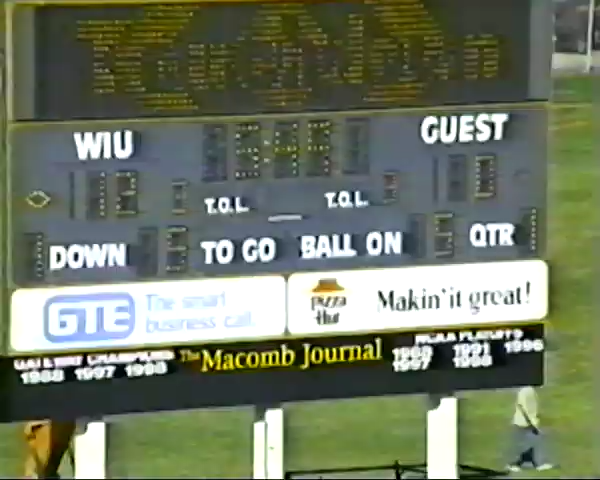 WIU GUEST
T.O.L. T.O.L.
DOWN TO GO BALL ON QTR
GTE The smart business call.
Pizza Hut Makin' it great!
GATEWAY CHAMPIONS
1988 1997 1998
The Macomb Journal
NCAA PLAYOFFS
1991 1996
1997 1998